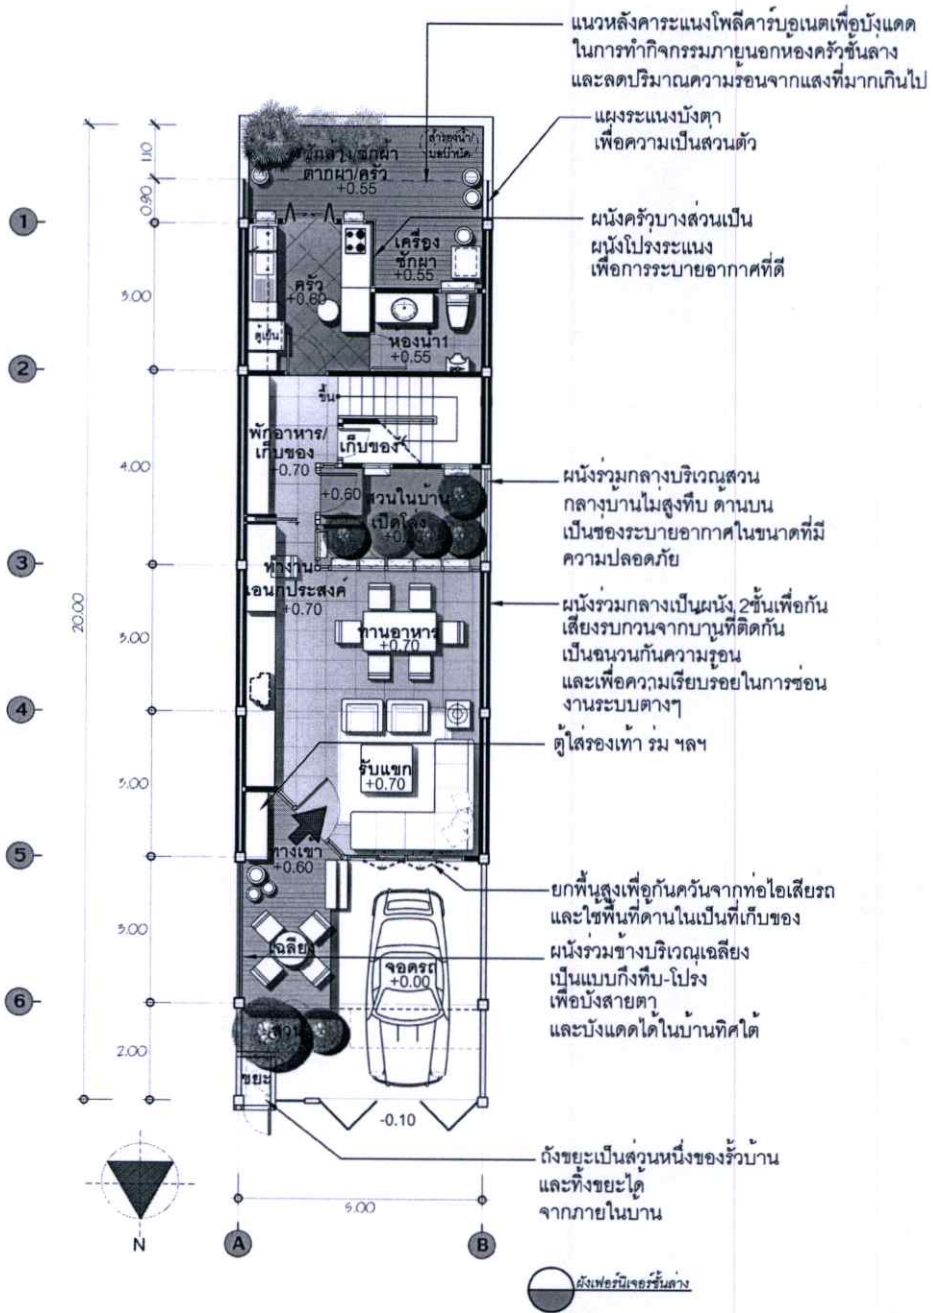 แนวหลังคาระแนงโพลีคาร์บอเนตเพื่อบังแดด
ในการทำกิจกรรมภายนอกห้องครัวชั้นล่าง
และลดปริมาณความร้อนจากแสงที่มากเกินไป
แผงระแนงบังตา
เพื่อความเป็นส่วนตัว
ผนังครัวบางส่วนเป็น
ผนังโปร่งระแนง
เพื่อการระบายอากาศที่ดี
ผนังร่วมกลางบริเวณสวน
กลางบ้านไม่สูงทึบ ด้านบน
เป็นช่องระบายอากาศในขนาดที่มี
ความปลอดภัย
ผนังร่วมกลางเป็นผนัง 2ชั้นเพื่อกัน
เสียงรบกวนจากบ้านที่ติดกัน
เป็นฉนวนกันความร้อน
และเพื่อความเรียบร้อยในการซ่อน
งานระบบต่างๆ
ตู้ใส่รองเท้า ร่ม ฯลฯ
ยกพื้นสูงเพื่อกันควันจากท่อไอเสียรถ
และใช้พื้นที่ด้านในเป็นที่เก็บของ
ผนังร่วมข้างบริเวณเฉลียง
เป็นแบบกึ่งทึบ-โปร่ง
เพื่อบังสายตา
และบังแดดได้ในบ้านทิศใต้
ถังขยะเป็นส่วนหนึ่งของรั้วบ้าน
และทิ้งขยะได้
จากภายในบ้าน
ซักล้าง/ซักผ้า
ตากผ้า/ครัว
+0.55
เครื่อง
ซักผ้า
+0.55
ครัว
+0.60
ตู้เย็น
ห้องน้ำ1
+0.55
ขึ้น
พักอาหาร/
เก็บของ
+0.70
เก็บของ
+0.60
สวนในบ้าน
เปิดโล่ง
ทำงาน
เอนกประสงค์
+0.70
ทานอาหาร
+0.70
รับแขก
+0.70
ทางเข้า
+0.60
เฉลียง
จอดรถ
+0.00
สวน
ขยะ
-0.10
1
2
3
4
5
6
20.00
1.10
0.90
3.00
4.00
3.00
3.00
3.00
2.00
5.00
A
B
N
ผังเฟอร์นิเจอร์ชั้นล่าง